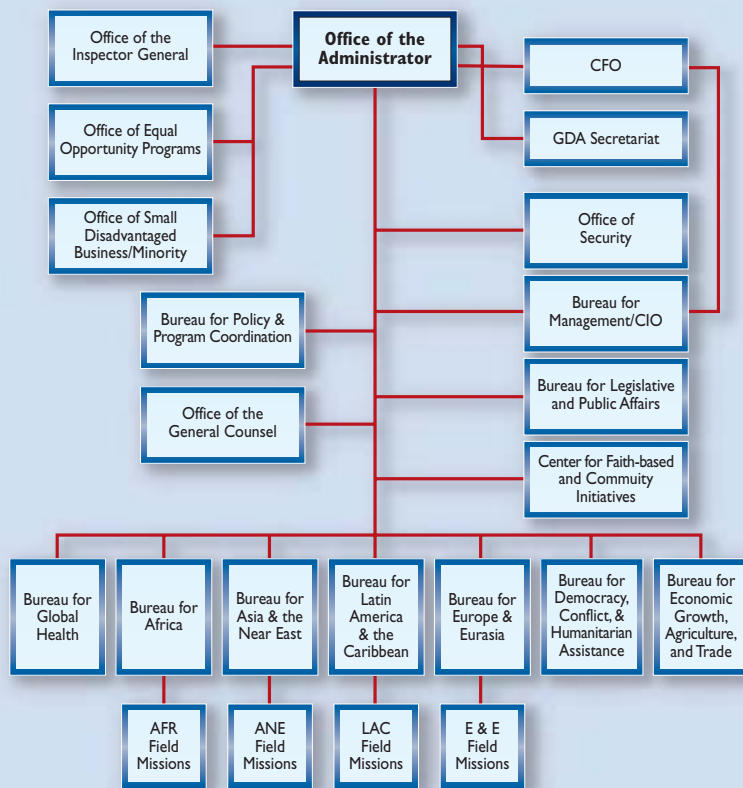 Office of the
Inspector General
Office of the
Administrator
CFO
Office of Equal
Opportunity Programs
GDA Secretariat
Office of Small
Disadvantaged
Business/Minority
Office of
Security
Bureau for Policy &
Program Coordination
Bureau for
Management/CIO
Office of the
General Counsel
Bureau for Legislative
and Public Affairs
Center for Faith-based
and Commuity
Initiatives
Bureau for
Global
Health
Bureau for
Africa
Bureau for
Asia & the
Near East
Bureau for
Latin
America
& the
Caribbean
Bureau for
Europe &
Eurasia
Bureau for
Democracy,
Conflict, &
Humanitarian
Assistance
Bureau for
Economic
Growth,
Agriculture,
and Trade
AFR
Field
Missions
ANE
Field
Missions
LAC
Field
Missions
E & E
Field
Missions